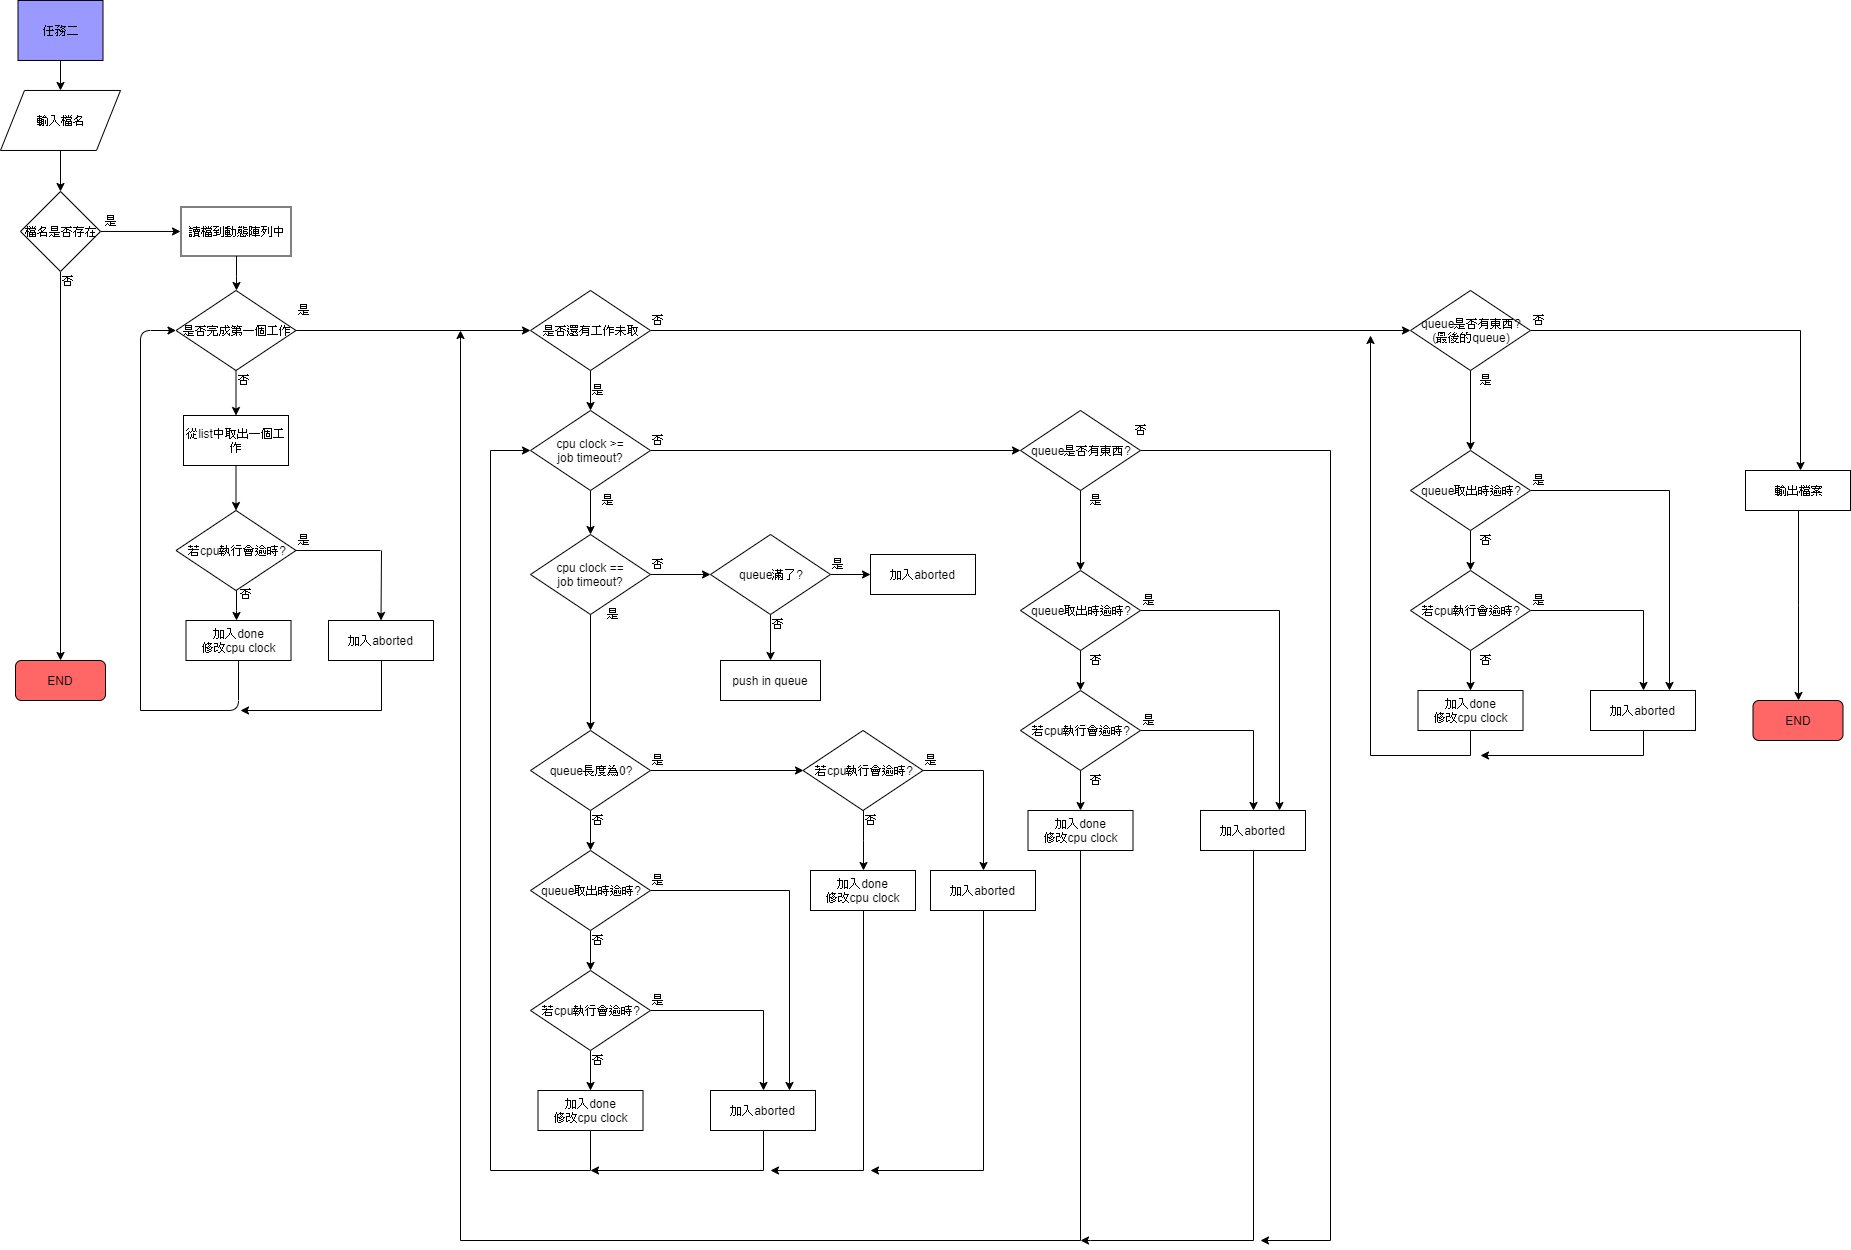 任務二
輸入檔名
檔名是否存在
是
否
END
讀檔到動態陣列中
是否完成第一個工作
是
否
從list中取出一個工
作
若cpu執行會逾時?
是
否
加入done
修改cpu clock
加入aborted
是否還有工作未取
否
是
cpu clock >=
job timeout?
否
是
cpu clock ==
job timeout?
否
是
queue滿了?
是
否
加入aborted
push in queue
queue長度為0?
是
否
若cpu執行會逾時?
是
否
加入done
修改cpu clock
加入aborted
queue取出時逾時?
是
否
若cpu執行會逾時?
是
否
加入done
修改cpu clock
加入aborted
queue是否有東西?
否
是
queue取出時逾時?
是
否
若cpu執行會逾時?
是
否
加入done
修改cpu clock
加入aborted
queue是否有東西?
(最後的queue)
否
是
queue取出時逾時?
是
否
若cpu執行會逾時?
是
否
加入done
修改cpu clock
加入aborted
輸出檔案
END